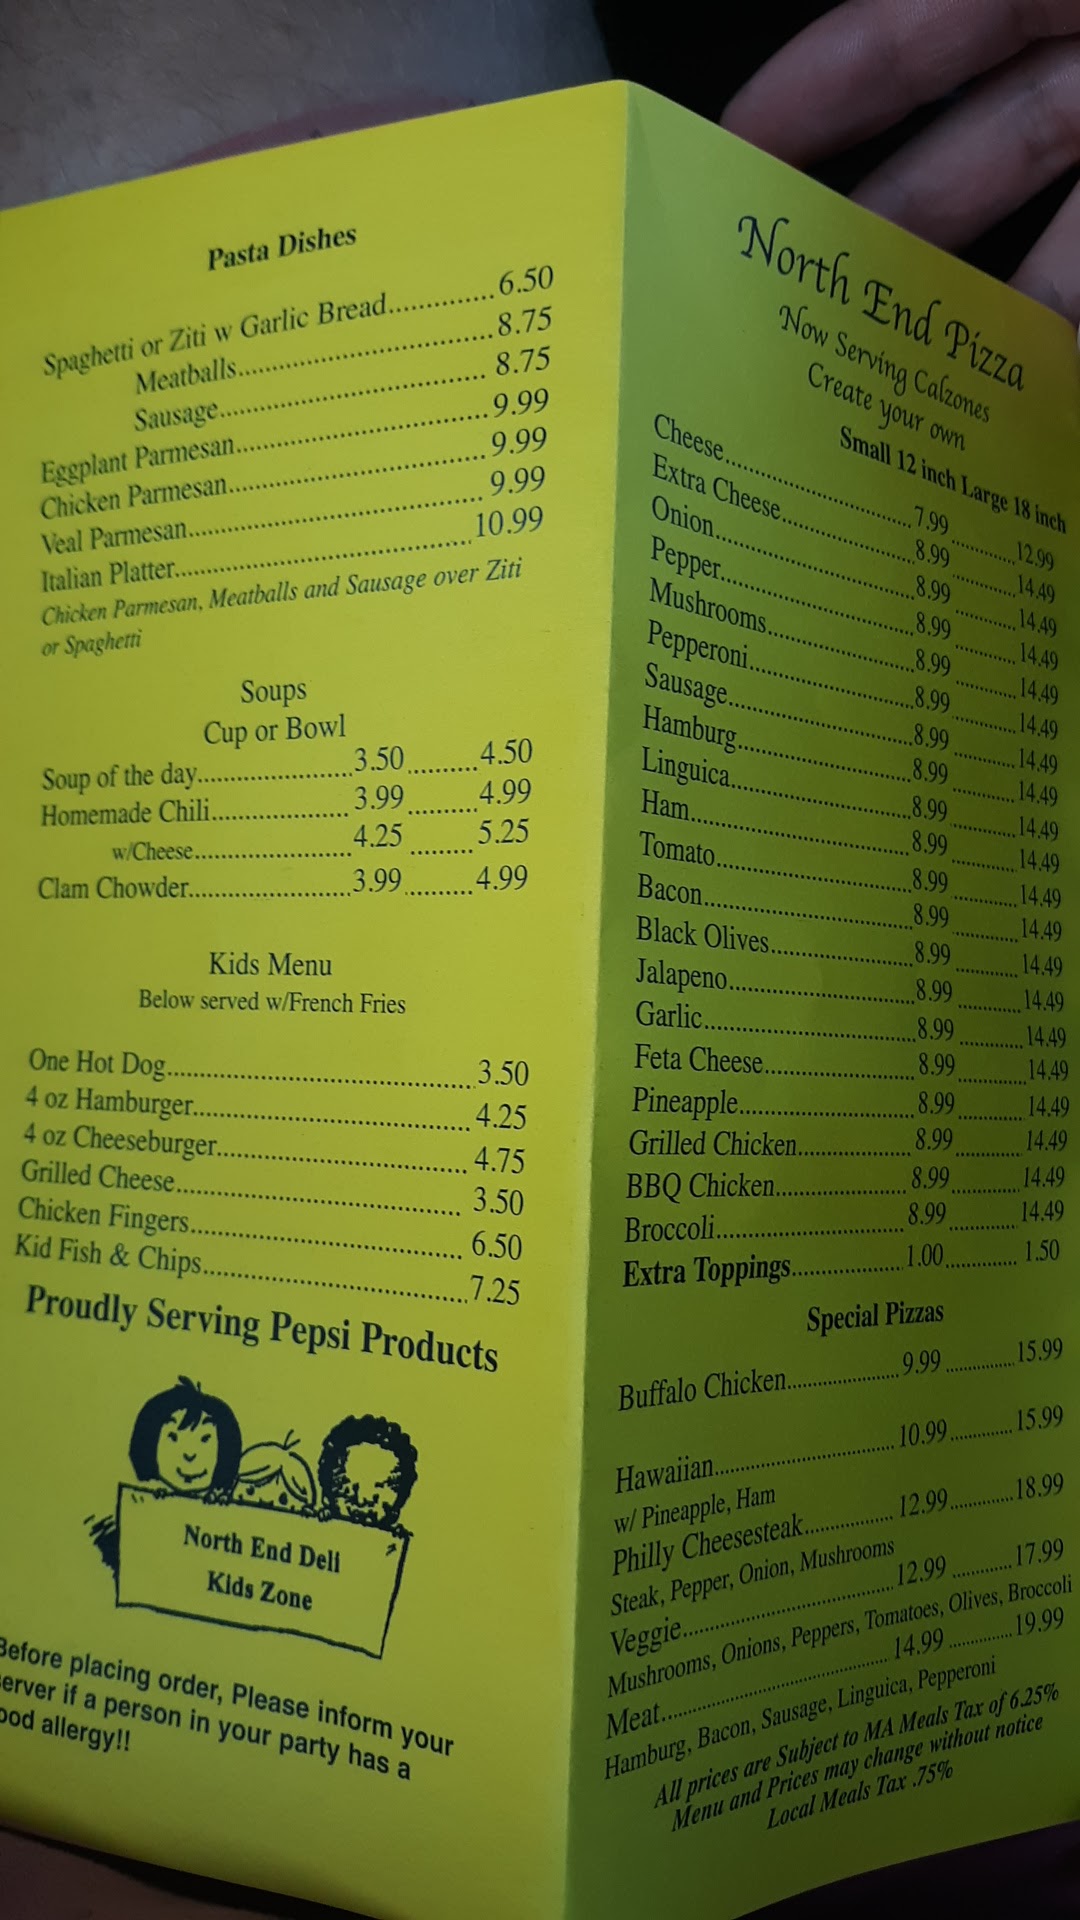 Pasta Dishes
Spaghetti or Ziti w Garlic Bread..............6.50
Meatballs..............8.75
Sausage..............8.75
Eggplant Parmesan..............9.99
Chicken Parmesan..............9.99
Veal Parmesan..............9.99
Italian Platter..............10.99
Chicken Parmesan, Meatballs and Sausage over Ziti
or Spaghetti
Soups
Cup or Bowl
Soup of the day..............3.50..........4.50
Homemade Chili..............3.99..........4.99
w/Cheese..............4.25..........5.25
Clam Chowder..............3.99..........4.99
Kids Menu
Below served w/French Fries
One Hot Dog..............3.50
4 oz Hamburger..............4.25
4 oz Cheeseburger..............4.75
Grilled Cheese..............3.50
Chicken Fingers..............6.50
Kid Fish & Chips..............7.25
Proudly Serving Pepsi Products
North End Deli
Kids Zone
Before placing order, Please inform your
server if a person in your party has a
food allergy!!
North End Pizza
Now Serving Calzones
Create your own
Small 12 inch Large 18 inch
Cheese..............7.99..........12.99
Extra Cheese..............8.99..........14.49
Onion..............8.99..........14.49
Pepper..............8.99..........14.49
Mushrooms..............8.99..........14.49
Pepperoni..............8.99..........14.49
Sausage..............8.99..........14.49
Hamburg..............8.99..........14.49
Linguica..............8.99..........14.49
Ham..............8.99..........14.49
Tomato..............8.99..........14.49
Bacon..............8.99..........14.49
Black Olives..............8.99..........14.49
Jalapeno..............8.99..........14.49
Garlic..............8.99..........14.49
Feta Cheese..............8.99..........14.49
Pineapple..............8.99..........14.49
Grilled Chicken..............8.99..........14.49
BBQ Chicken..............8.99..........14.49
Broccoli..............8.99..........14.49
Extra Toppings..............1.00..........1.50
Special Pizzas
Buffalo Chicken..............9.99..........15.99
Hawaiian..............10.99..........15.99
w/ Pineapple, Ham
Philly Cheesesteak..............12.99..........18.99
Steak, Pepper, Onion, Mushrooms
Veggie..............12.99..........17.99
Mushrooms, Onions, Peppers, Tomatoes, Olives, Broccoli
Meat..............14.99..........19.99
Hamburg, Bacon, Sausage, Linguica, Pepperoni
All prices are Subject to MA Meals Tax of 6.25%
Menu and Prices may change without notice
Local Meals Tax .75%